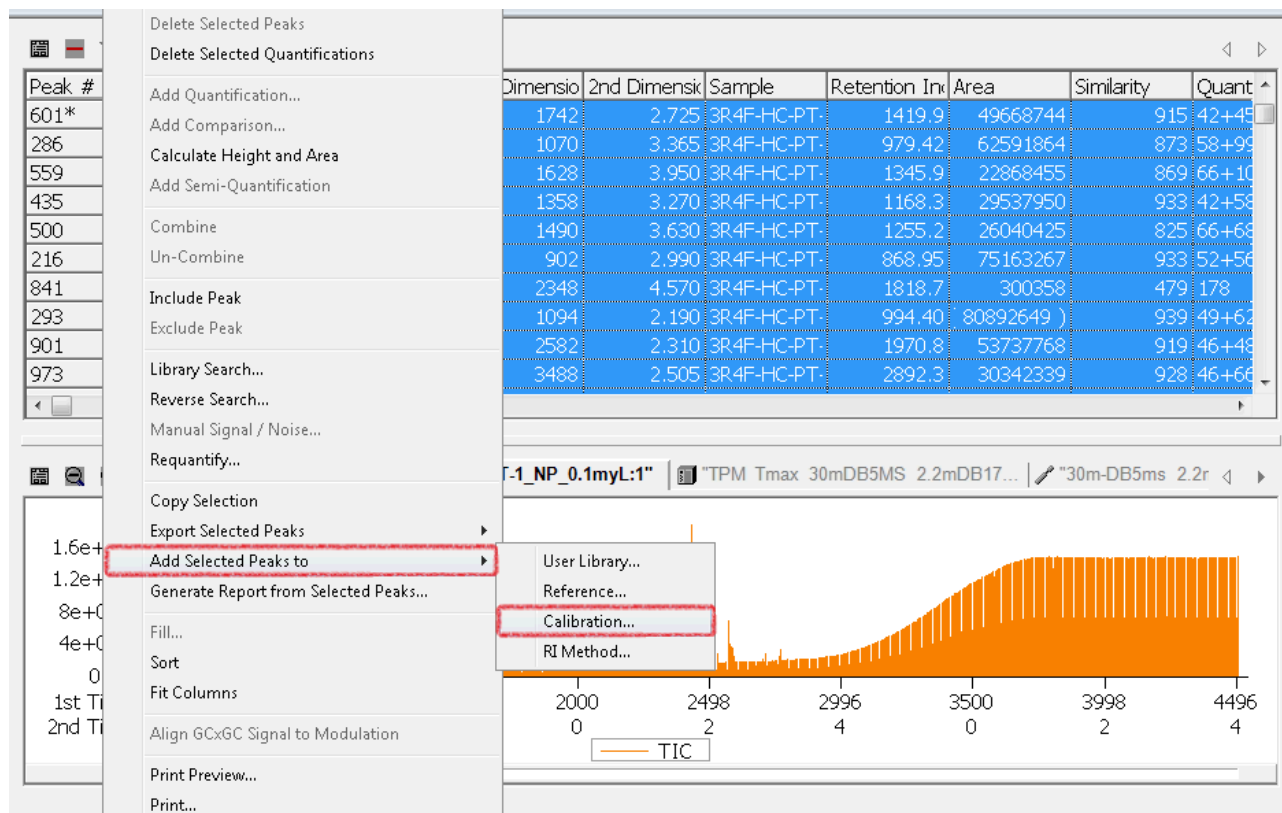 Delete Selected Peaks
Delete Selected Quantifications
Add Quantification...
Add Comparison...
Calculate Height and Area
Add Semi-Quantification
Combine
Un-Combine
Include Peak
Exclude Peak
Library Search...
Reverse Search...
Manual Signal / Noise...
Requantify...
Copy Selection
Export Selected Peaks
Add Selected Peaks to
Generate Report from Selected Peaks...
Fill...
Sort
Fit Columns
Align GCxGC Signal to Modulation
Print Preview...
Print...
User Library...
Reference...
Calibration...
RI Method...
Peak # Dimensio 2nd Dimensic Sample Retention In Area Similarity Quant
601* 1742 2.725 3R4F-HC-PT- 1419.9 49668744 915 42+45
286 1070 3.365 3R4F-HC-PT- 979.42 62591864 873 58+99
559 1628 3.950 3R4F-HC-PT- 1345.9 22868455 869 66+10
435 1358 3.270 3R4F-HC-PT- 1168.3 29537950 933 42+58
500 1490 3.630 3R4F-HC-PT- 1255.2 26040425 825 66+68
216 902 2.990 3R4F-HC-PT- 868.95 75163267 933 52+56
841 2348 4.570 3R4F-HC-PT- 1818.7 300358 479 178
293 1094 2.190 3R4F-HC-PT- 994.40 ( 80892649 ) 939 49+62
901 2582 2.310 3R4F-HC-PT- 1970.8 53737768 919 46+48
973 3488 2.505 3R4F-HC-PT- 2892.3 30342339 928 46+66
T-1_NP_0.1myL:1" "TPM Tmax 30mDB5MS 2.2mDB17... "30m-DB5ms 2.2r
1.6e+
1.2e+
8e+0
4e+0
0
1st Ti 2000 2498 2996 3500 3998 4496
2nd Ti 0 2 4 0 2 4
TIC